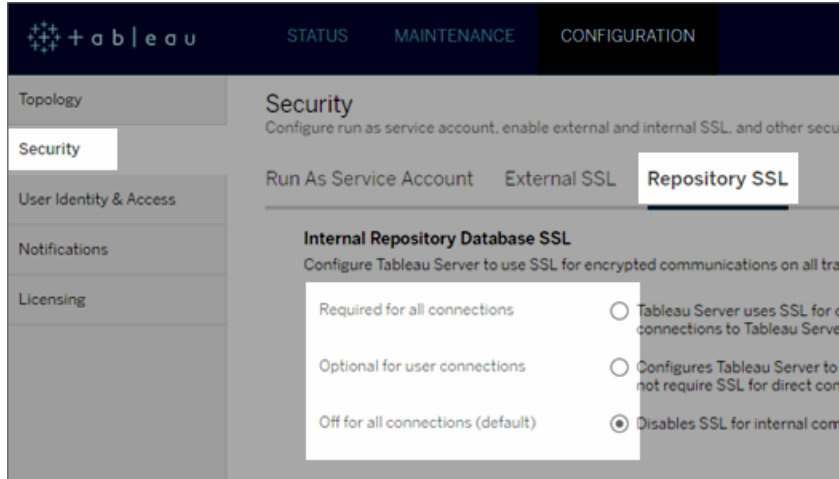 + a b | e a u
STATUS MAINTENANCE CONFIGURATION
Topology
Security
User Identity & Access
Notifications
Licensing
Security
Configure run as service account, enable external and internal SSL, and other secu
Run As Service Account External SSL Repository SSL
Internal Repository Database SSL
Configure Tableau Server to use SSL for encrypted communications on all tra
Required for all connections
Tableau Server uses SSL for
connections to Tableau Serve
Optional for user connections
Configures Tableau Server to
not require SSL for direct con
Off for all connections (default)
Disables SSL for internal com